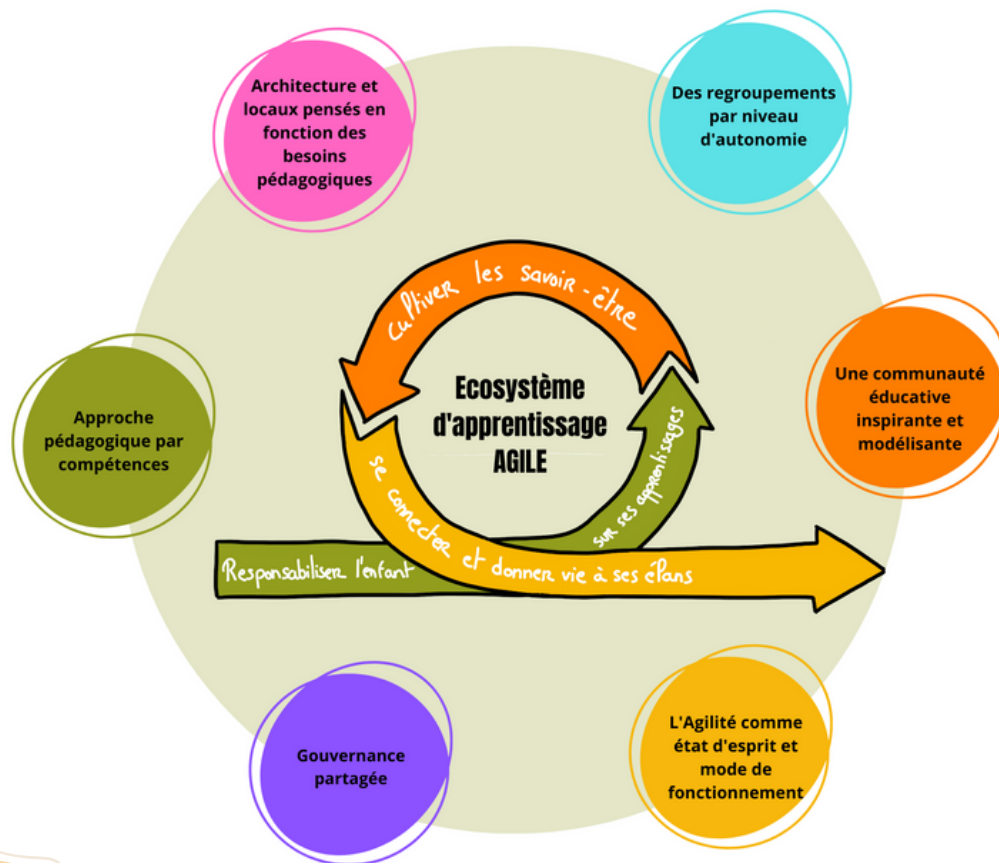 Architecture et
locaux pensés en
fonction des
besoins
pédagogiques
Des regroupements
par niveau
d'autonomie
cultiver les savoir-être
Ecosystème
d'apprentissage
AGILE
Approche
pédagogique par
compétences
Une communauté
éducative
inspirante et
modélisante
Responsabiliser l'enfant
sur ses apprentissages
se connecter et donner vie à ses élans
Gouvernance
partagée
L'Agilité comme
état d'esprit et
mode de
fonctionnement